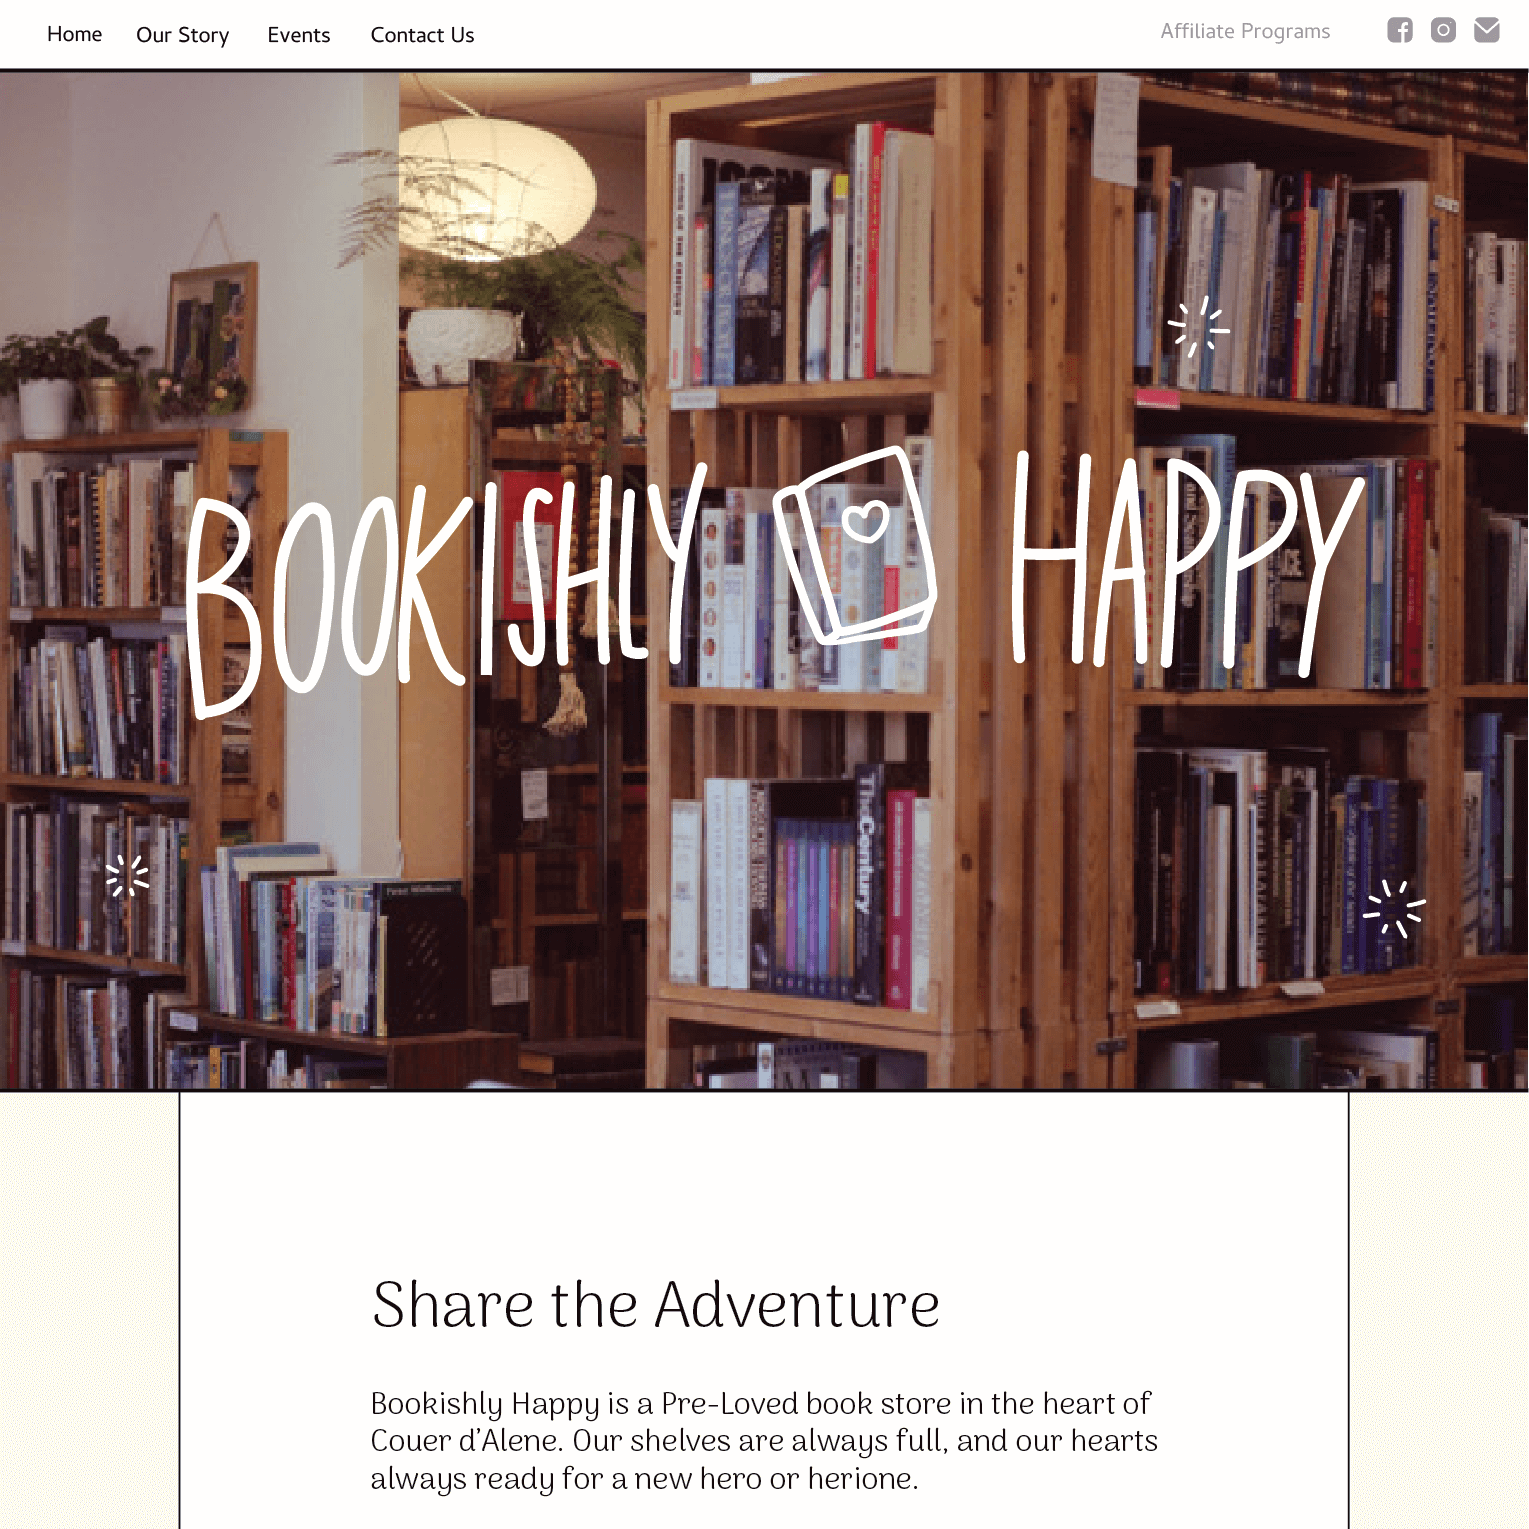 Home Our Story Events Contact Us Affiliate Programs
BOOKISHLY HAPPY
The Century
Share the Adventure
Bookishly Happy is a Pre-Loved book store in the heart of
Couer d’Alene. Our shelves are always full, and our hearts
always ready for a new hero or herione.